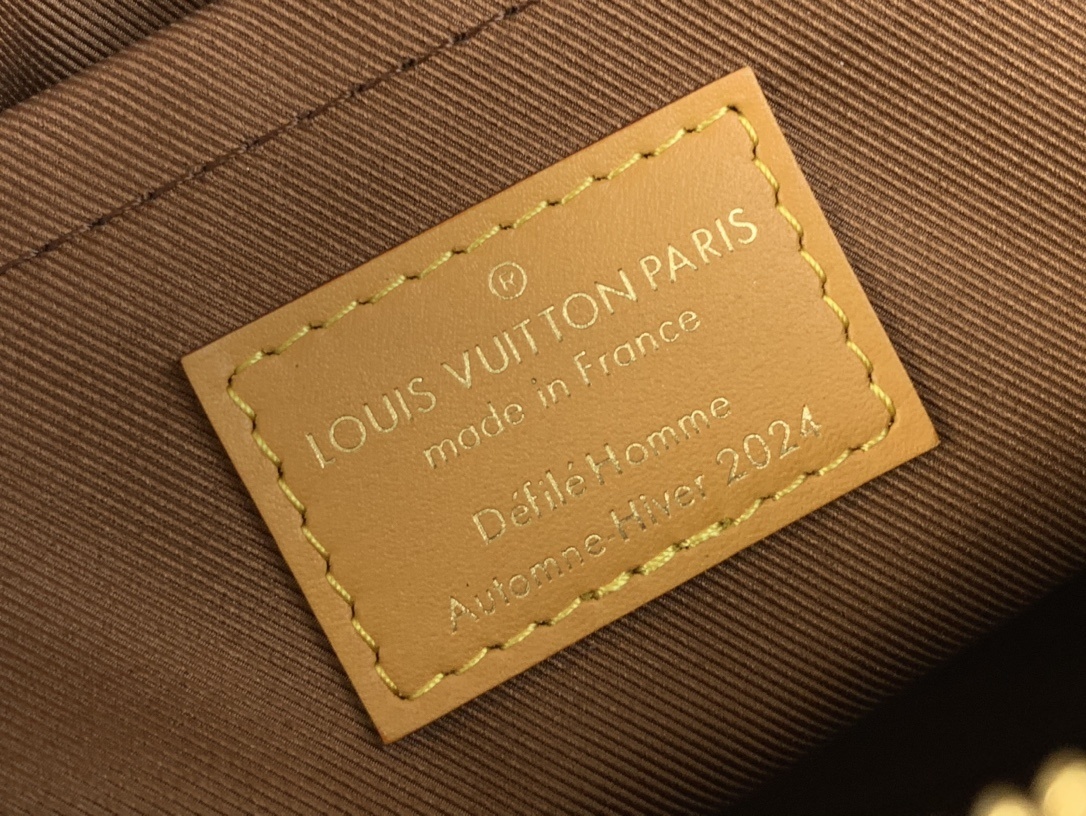 ®
LOUIS VUITTON PARIS
made in France
Défilé Homme
Automne-Hiver 2024